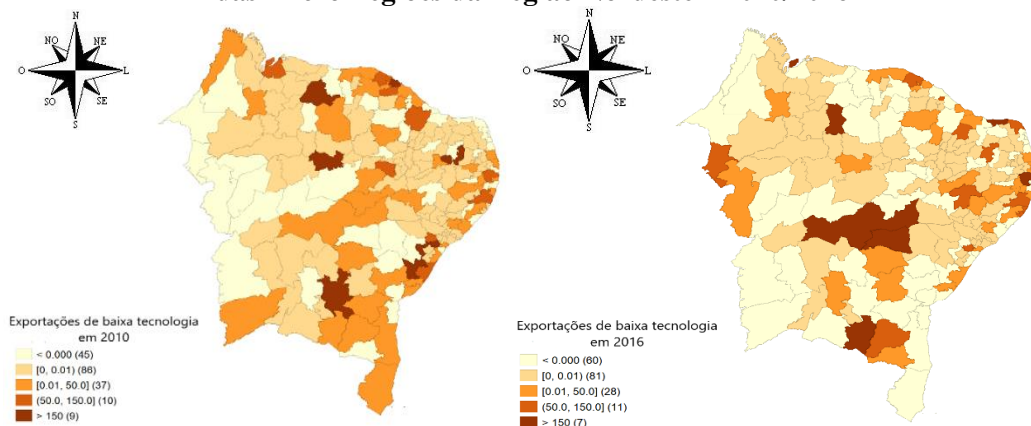 N
NO
NE
O
L
SO
SE
S
Exportações de baixa tecnologia
em 2010
< 0.000 (45)
[0, 0.01) (86)
[0.01, 50.0] (37)
(50.0, 150.0] (10)
> 150 (9)
N
NO
NE
O
L
SO
SE
S
Exportações de baixa tecnologia
em 2016
< 0.000 (60)
[0, 0.01) (81)
[0.01, 50.0] (28)
(50.0, 150.0] (11)
> 150 (7)